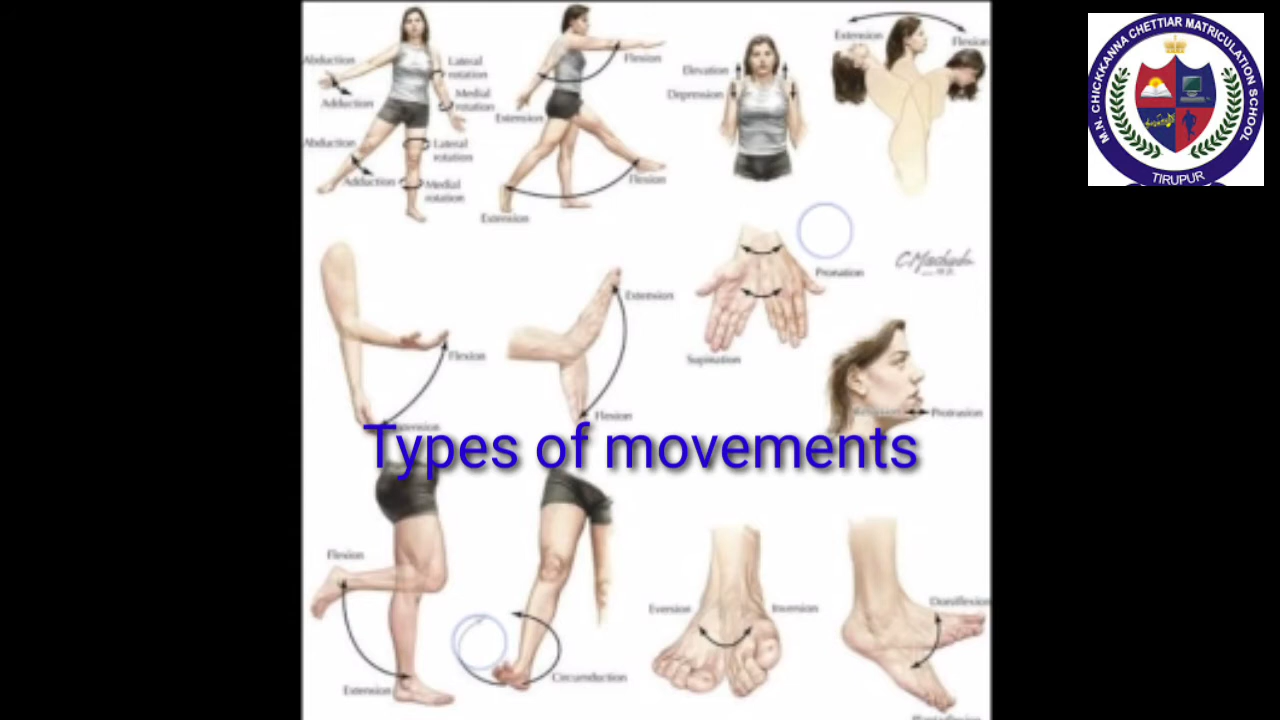 Abduction
Adduction
Lateral
rotation
Medial
rotation
Abduction
Adduction
Lateral
rotation
Medial
rotation
Flexion
Extension
Flexion
Extension
Elevation
Depression
Extension
Flexion
M.N. CHICKKANNA CHETTIAR MATRICULATION SCHOOL
TIRUPUR
Flexion
Extension
Extension
Flexion
Pronation
Supination
Protrusion
Types of movements
Flexion
Extension
Circumduction
Eversion
Inversion
Dorsiflexion